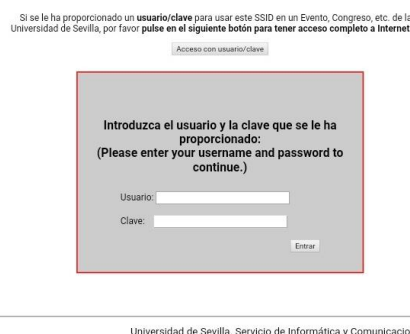 Si se le ha proporcionado un usuario/clave para usar este SSID en un Evento, Congreso, etc. de la
Universidad de Sevilla, por favor pulse en el siguiente botón para tener acceso completo a Internet
Acceso con usuario/clave
Introduzca el usuario y la clave que se le ha
proporcionado:
(Please enter your username and password to
continue.)
Usuario:
Clave:
Entrar
Universidad de Sevilla. Servicio de Informática y